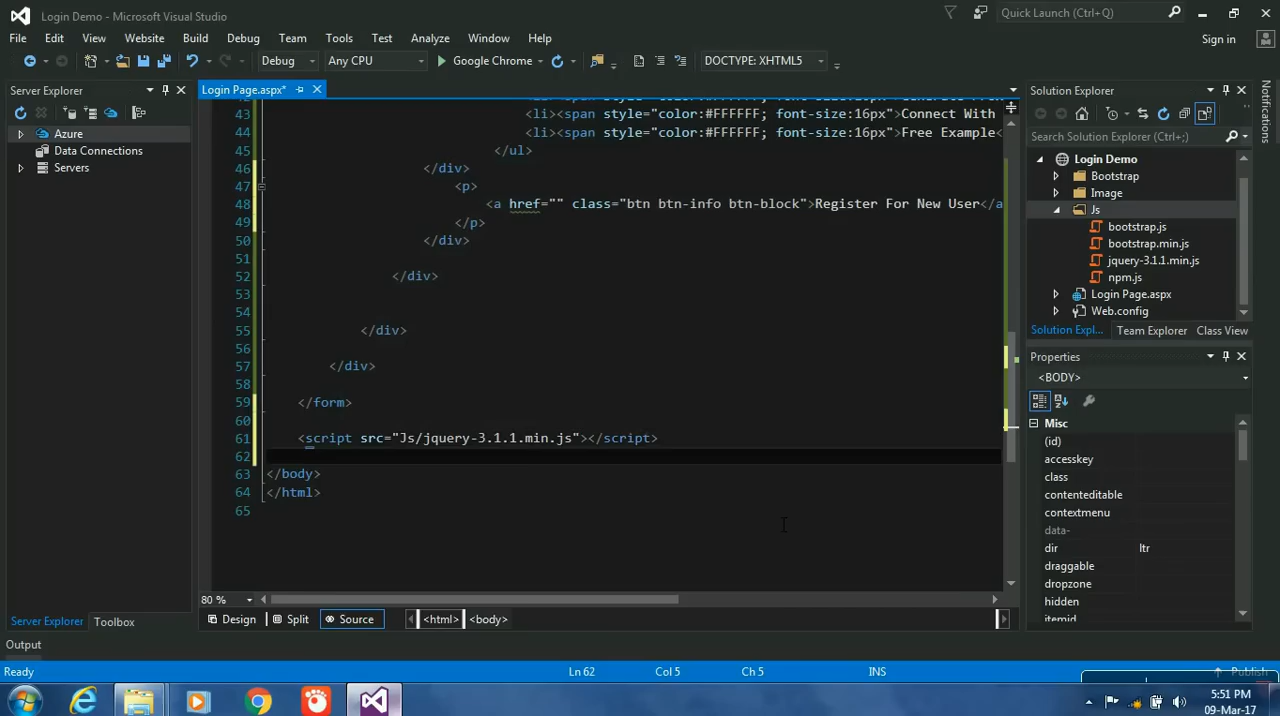 Login Demo - Microsoft Visual Studio
Quick Launch (Ctrl+Q)
File Edit View Website Build Debug Team Tools Test Analyze Window Help
Sign in
Debug Any CPU Google Chrome DOCTYPE: XHTML5
Server Explorer
Azure
Data Connections
Servers
Server Explorer Toolbox
Login Page.aspx*
43 <li><span style="color:#FFFFFF; font-size:16px">Connect With
44 <li><span style="color:#FFFFFF; font-size:16px">Free Example<
45 </ul>
46 </div>
47 <p>
48 <a href="" class="btn btn-info btn-block">Register For New User</a
49 </p>
50 </div>
51
52 </div>
53
54
55 </div>
56
57 </div>
58
59 </form>
60
61 <script src="Js/jquery-3.1.1.min.js"></script>
62
63 </body>
64 </html>
65
80 %
Design Split Source <html> <body>
Solution Explorer
Search Solution Explorer (Ctrl+;)
Login Demo
Bootstrap
Image
Js
bootstrap.js
bootstrap.min.js
jquery-3.1.1.min.js
npm.js
Login Page.aspx
Web.config
Solution Expl... Team Explorer Class View
Properties
<BODY>
Misc
(id)
accesskey
class
contenteditable
contextmenu
data-
dir ltr
draggable
dropzone
hidden
itemid
Notifications
Output
Ready Ln 62 Col 5 Ch 5 INS Publish
5:51 PM
09-Mar-17